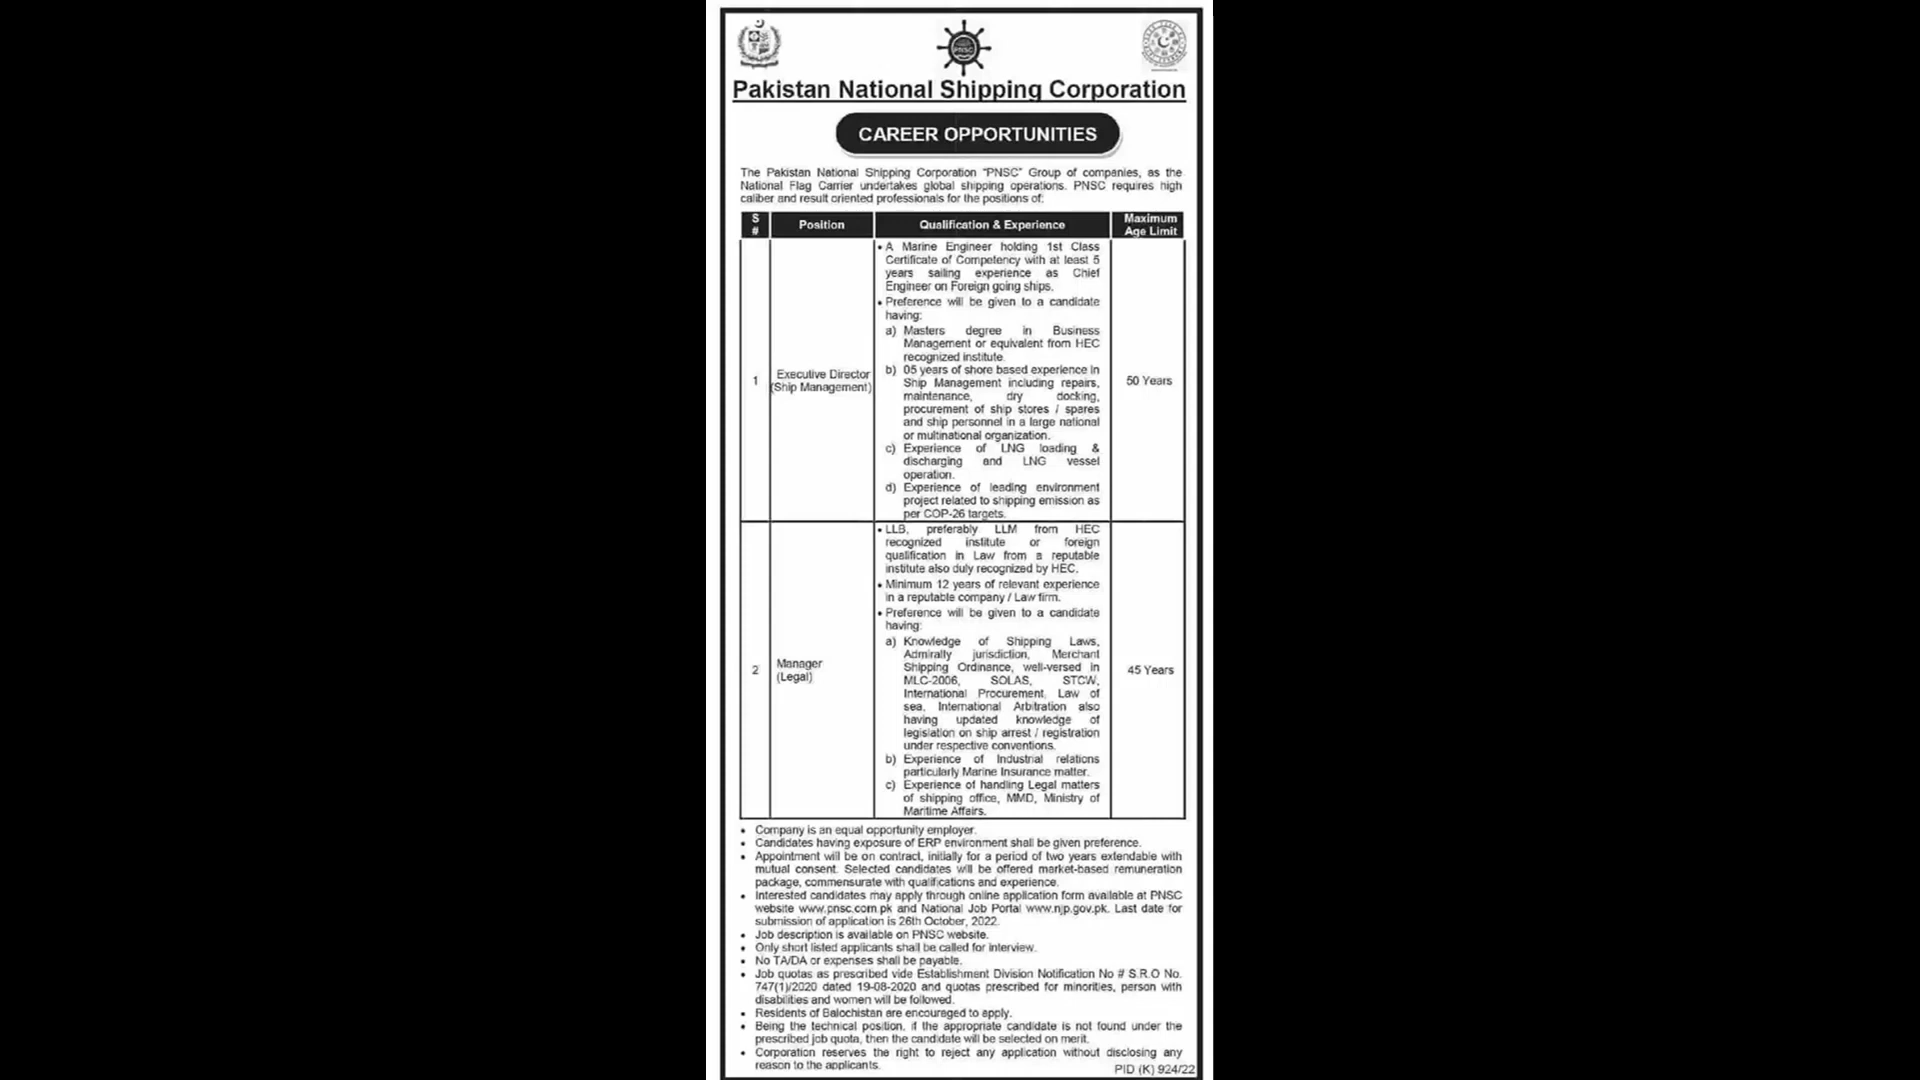 PNSC
Pakistan National Shipping Corporation
CAREER OPPORTUNITIES
The Pakistan National Shipping Corporation "PNSC" Group of companies, as the
National Flag Carrier undertakes global shipping operations. PNSC requires high
caliber and result oriented professionals for the positions of:
S
#
Position
Qualification & Experience
Maximum
Age Limit
1
Executive Director
(Ship Management)
• A Marine Engineer holding 1st Class
Certificate of Competency with at least 5
years sailing experience as Chief
Engineer on Foreign going ships.
• Preference will be given to a candidate
having:
a) Masters degree in Business
Management or equivalent from HEC
recognized institute.
b) 05 years of shore based experience in
Ship Management including repairs,
maintenance, dry docking,
procurement of ship stores / spares
and ship personnel in a large national
or multinational organization.
c) Experience of LNG loading &
discharging and LNG vessel
operation.
d) Experience of leading environment
project related to shipping emission as
per COP-26 targets.
50 Years
2
Manager
(Legal)
• LLB, preferably LLM from HEC
recognized institute or foreign
qualification in Law from a reputable
institute also duly recognized by HEC.
• Minimum 12 years of relevant experience
in a reputable company / Law firm.
• Preference will be given to a candidate
having:
a) Knowledge of Shipping Laws,
Admirally jurisdiction, Merchant
Shipping Ordinance, well-versed in
MLC-2006, SOLAS, STCW,
International Procurement, Law of
sea, International Arbitration also
having updated knowledge of
legislation on ship arrest / registration
under respective conventions.
b) Experience of Industrial relations
particularly Marine Insurance matter.
c) Experience of handling Legal matters
of shipping office, MMD, Ministry of
Maritime Affairs.
45 Years
• Company is an equal opportunity employer.
• Candidates having exposure of ERP environment shall be given preference.
• Appointment will be on contract, initially for a period of two years extendable with
mutual consent. Selected candidates will be offered market-based remuneration
package, commensurate with qualifications and experience.
• Interested candidates may apply through online application form available at PNSC
website www.pnsc.com.pk and National Job Portal www.njp.gov.pk. Last date for
submission of application is 26th October, 2022.
• Job description is available on PNSC website.
• Only short listed applicants shall be called for interview.
• No TA/DA or expenses shall be payable.
• Job quotas as prescribed vide Establishment Division Notification No # S.R.O No.
747(1)/2020 dated 19-08-2020 and quotas prescribed for minorities, person with
disabilities and women will be followed.
• Residents of Balochistan are encouraged to apply.
• Being the technical position, if the appropriate candidate is not found under the
prescribed job quota, then the candidate will be selected on merit.
• Corporation reserves the right to reject any application without disclosing any
reason to the applicants.
PID (K) 924/22